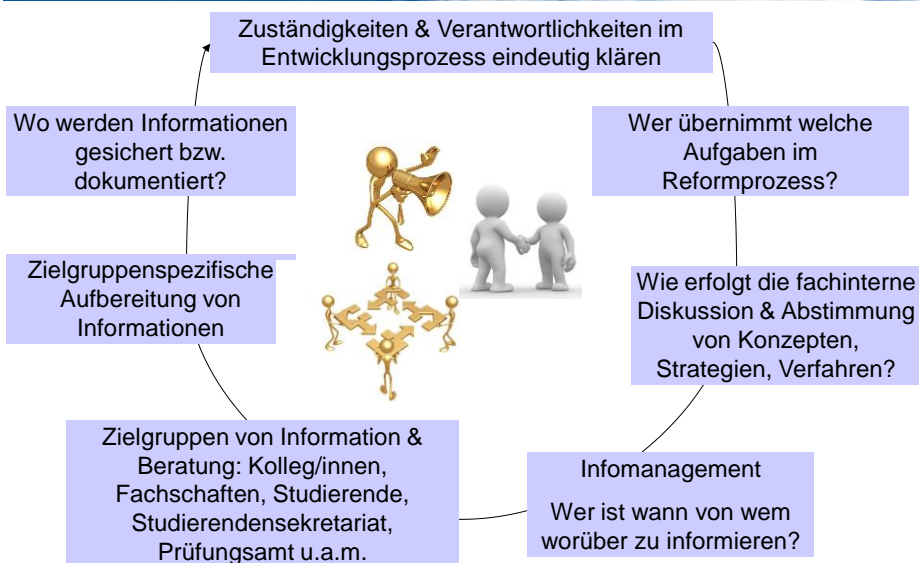 Zuständigkeiten & Verantwortlichkeiten im
Entwicklungsprozess eindeutig klären
Wer übernimmt welche
Aufgaben im
Reformprozess?
Wie erfolgt die fachinterne
Diskussion & Abstimmung
von Konzepten,
Strategien, Verfahren?
Infomanagement
Wer ist wann von wem
worüber zu informieren?
Zielgruppen von Information &
Beratung: Kolleg/innen,
Fachschaften, Studierende,
Studierendensekretariat,
Prüfungsamt u.a.m.
Zielgruppenspezifische
Aufbereitung von
Informationen
Wo werden Informationen
gesichert bzw.
dokumentiert?